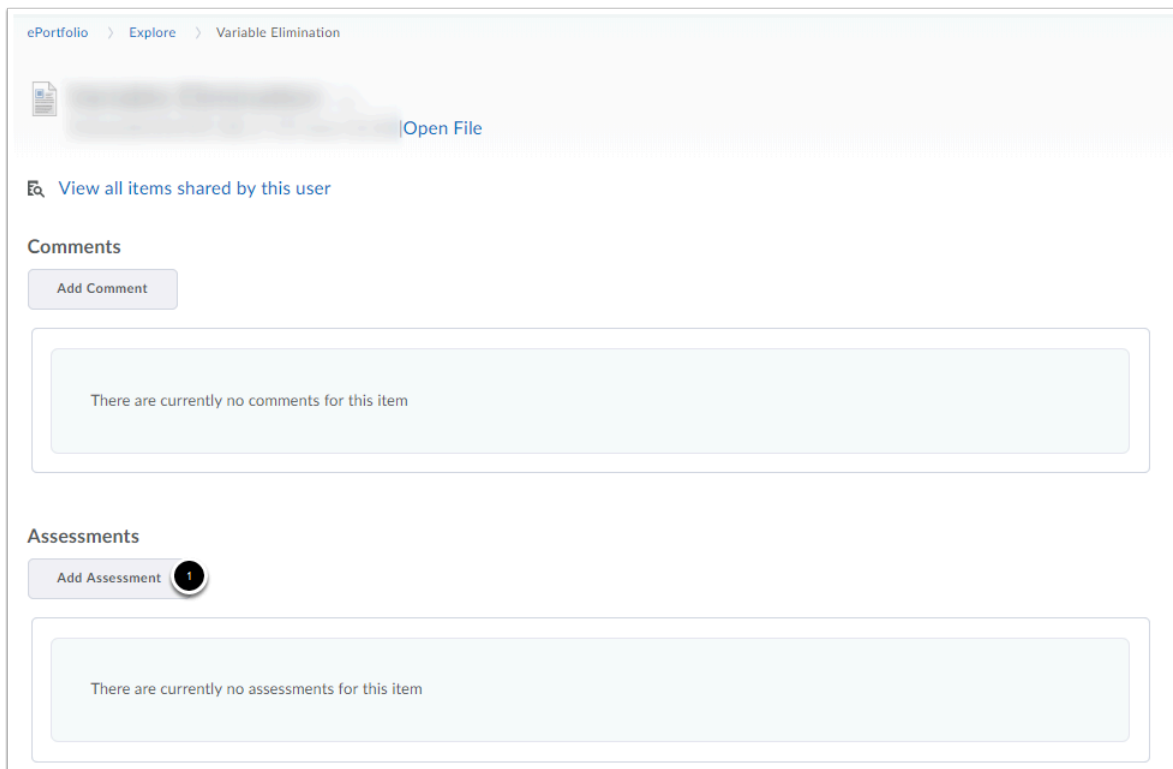 ePortfolio > Explore > Variable Elimination
|Open File
View all items shared by this user
Comments
Add Comment
There are currently no comments for this item
Assessments
Add Assessment 1
There are currently no assessments for this item